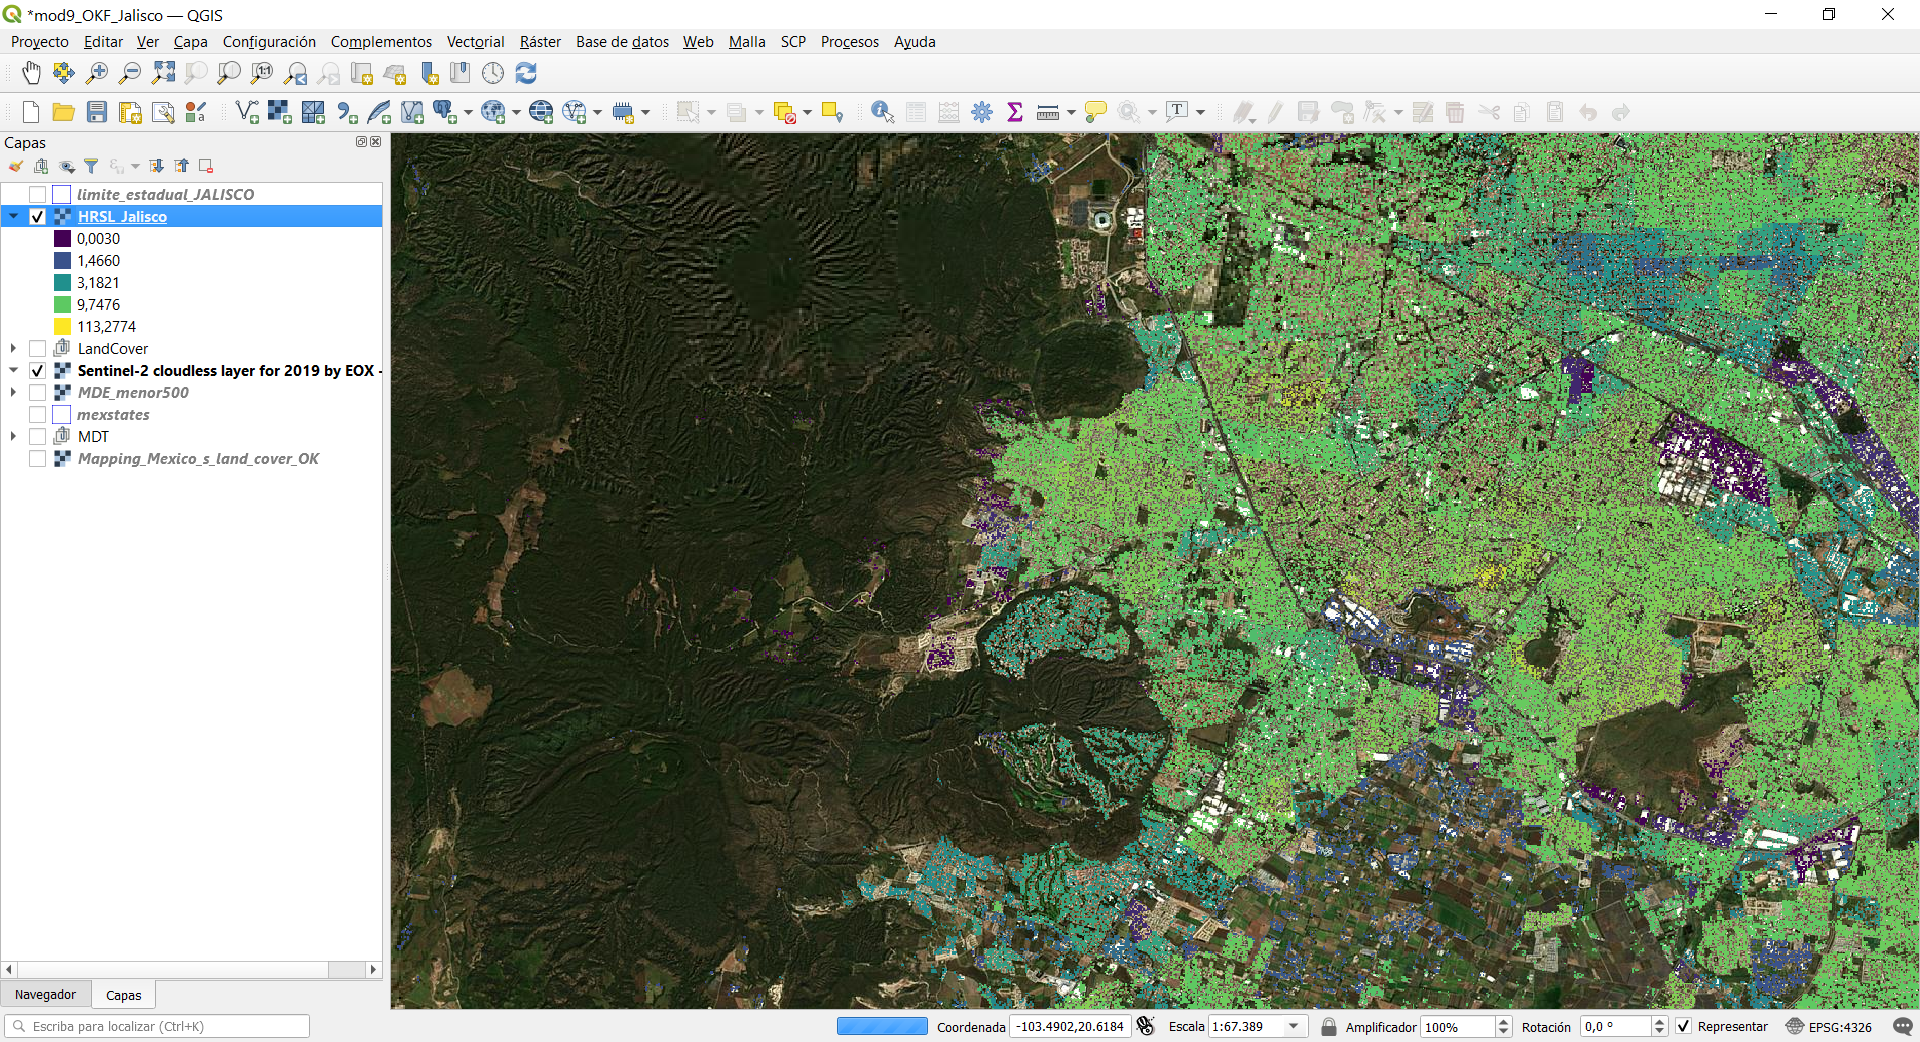 *mod9_OKF_Jalisco — QGIS
Proyecto Editar Ver Capa Configuración Complementos Vectorial Ráster Base de datos Web Malla SCP Procesos Ayuda
Capas
limite_estadual_JALISCO
HRSL_Jalisco
0,0030
1,4660
3,1821
9,7476
113,2774
LandCover
Sentinel-2 cloudless layer for 2019 by EOX -
MDE_menor500
mexstates
MDT
Mapping_Mexico_s_land_cover_OK
Navegador Capas
Escriba para localizar (Ctrl+K) Coordenada -103.4902,20.6184 Escala 1:67.389 Amplificador 100% Rotación 0,0 ° Representar EPSG:4326